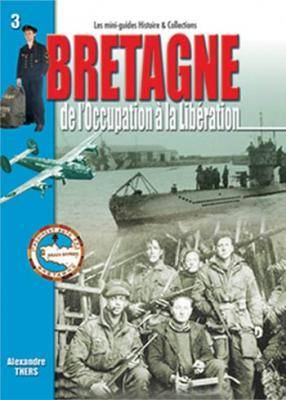 3
Les mini-guides Histoire & Collections
BRETAGNE
de l'Occupation à la Libération
Alexandre
THERS